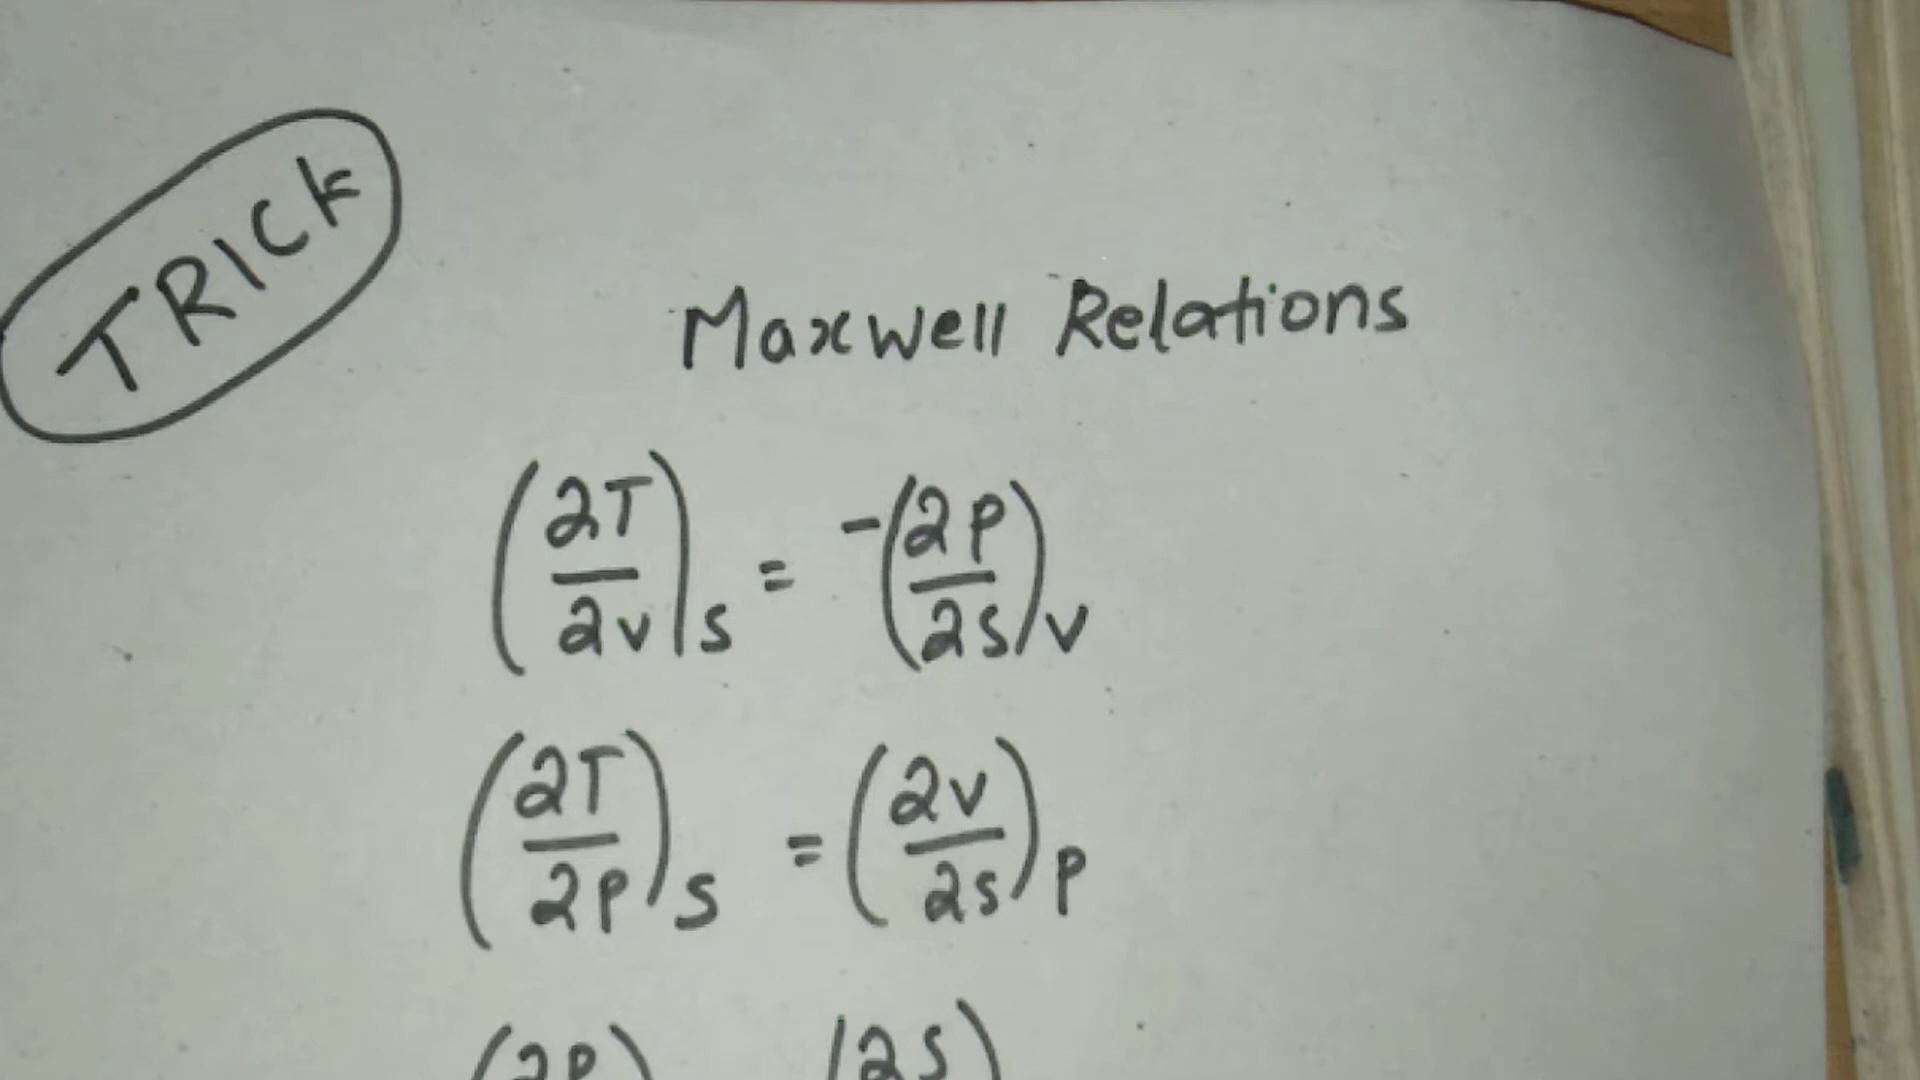 TRICK
Maxwell Relations
(∂T/∂v)s = -(∂P/∂s)v
(∂T/∂P)s = (∂v/∂s)P
(∂P) (∂S)